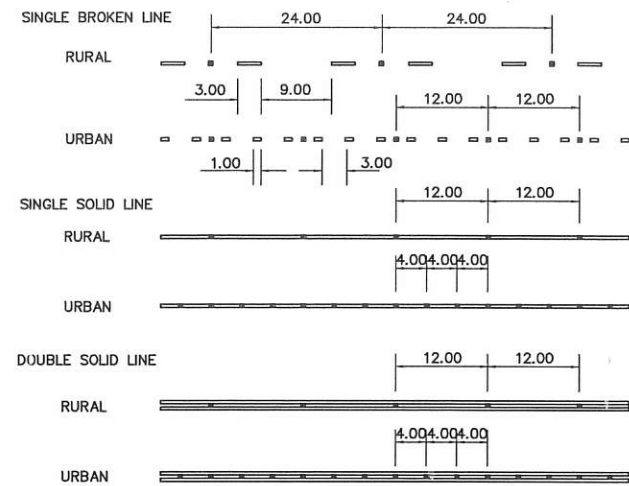 SINGLE BROKEN LINE
24.00 24.00
RURAL
3.00 9.00
12.00 12.00
URBAN
1.00 3.00
12.00 12.00
SINGLE SOLID LINE
RURAL
4.00 4.00 4.00
URBAN
DOUBLE SOLID LINE
12.00 12.00
RURAL
4.00 4.00 4.00
URBAN